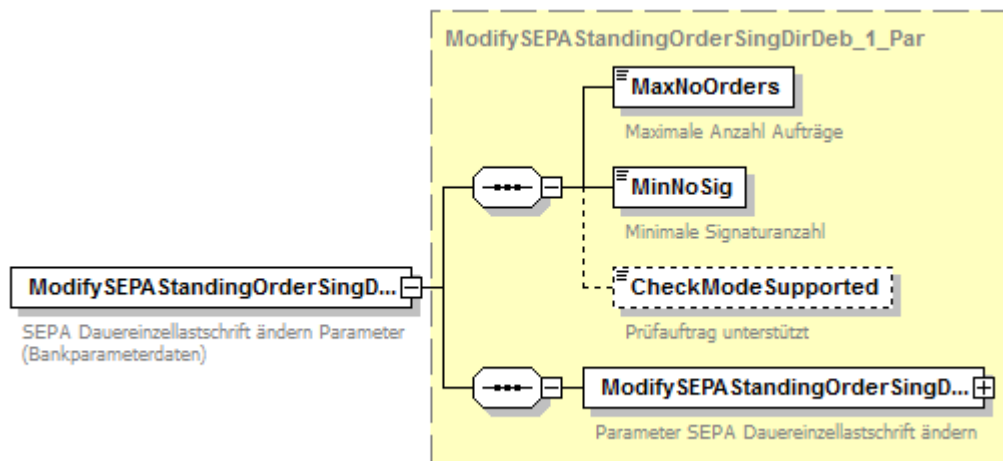 ModifySEPAStandingOrderSingDirDeb_1_Par
MaxNoOrders
Maximale Anzahl Aufträge
MinNoSig
Minimale Signaturanzahl
CheckModeSupported
Prüfauftrag unterstützt
ModifySEPAStandingOrderSingD...
SEPA Dauereinzellastschrift ändern Parameter
(Bankparameterdaten)
ModifySEPAStandingOrderSingD...
Parameter SEPA Dauereinzellastschrift ändern